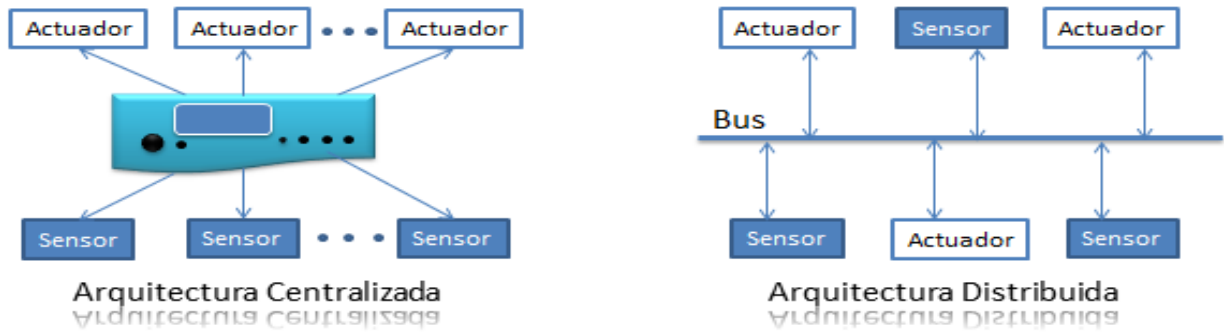 Actuador Actuador Actuador
Sensor Sensor Sensor
Arquitectura Centralizada
Actuador Sensor Actuador
Bus
Sensor Actuador Sensor
Arquitectura Distribuida